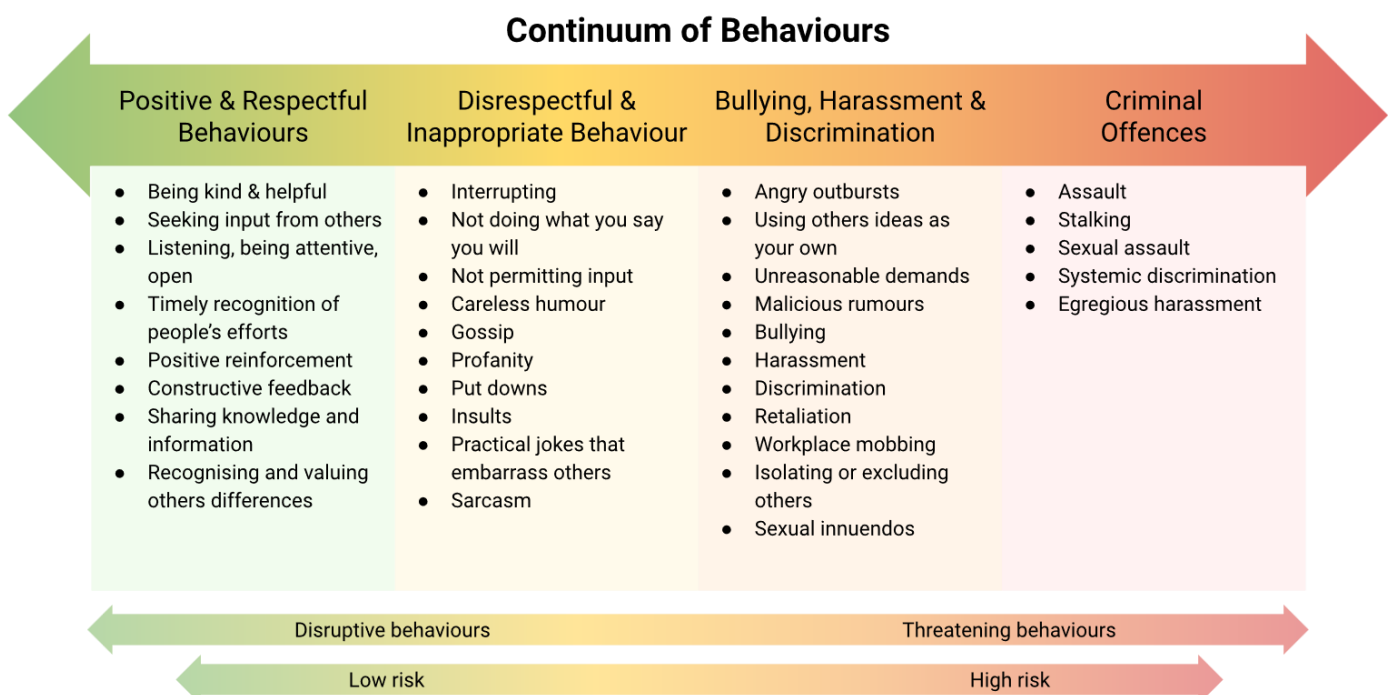 Continuum of Behaviours
Positive & Respectful
Behaviours
Disrespectful &
Inappropriate Behaviour
Bullying, Harassment &
Discrimination
Criminal
Offences
● Being kind & helpful
● Seeking input from others
● Listening, being attentive,
open
● Timely recognition of
people’s efforts
● Positive reinforcement
● Constructive feedback
● Sharing knowledge and
information
● Recognising and valuing
others differences
● Interrupting
● Not doing what you say
you will
● Not permitting input
● Careless humour
● Gossip
● Profanity
● Put downs
● Insults
● Practical jokes that
embarrass others
● Sarcasm
● Angry outbursts
● Using others ideas as
your own
● Unreasonable demands
● Malicious rumours
● Bullying
● Harassment
● Discrimination
● Retaliation
● Workplace mobbing
● Isolating or excluding
others
● Sexual innuendos
● Assault
● Stalking
● Sexual assault
● Systemic discrimination
● Egregious harassment
Disruptive behaviours
Threatening behaviours
Low risk
High risk